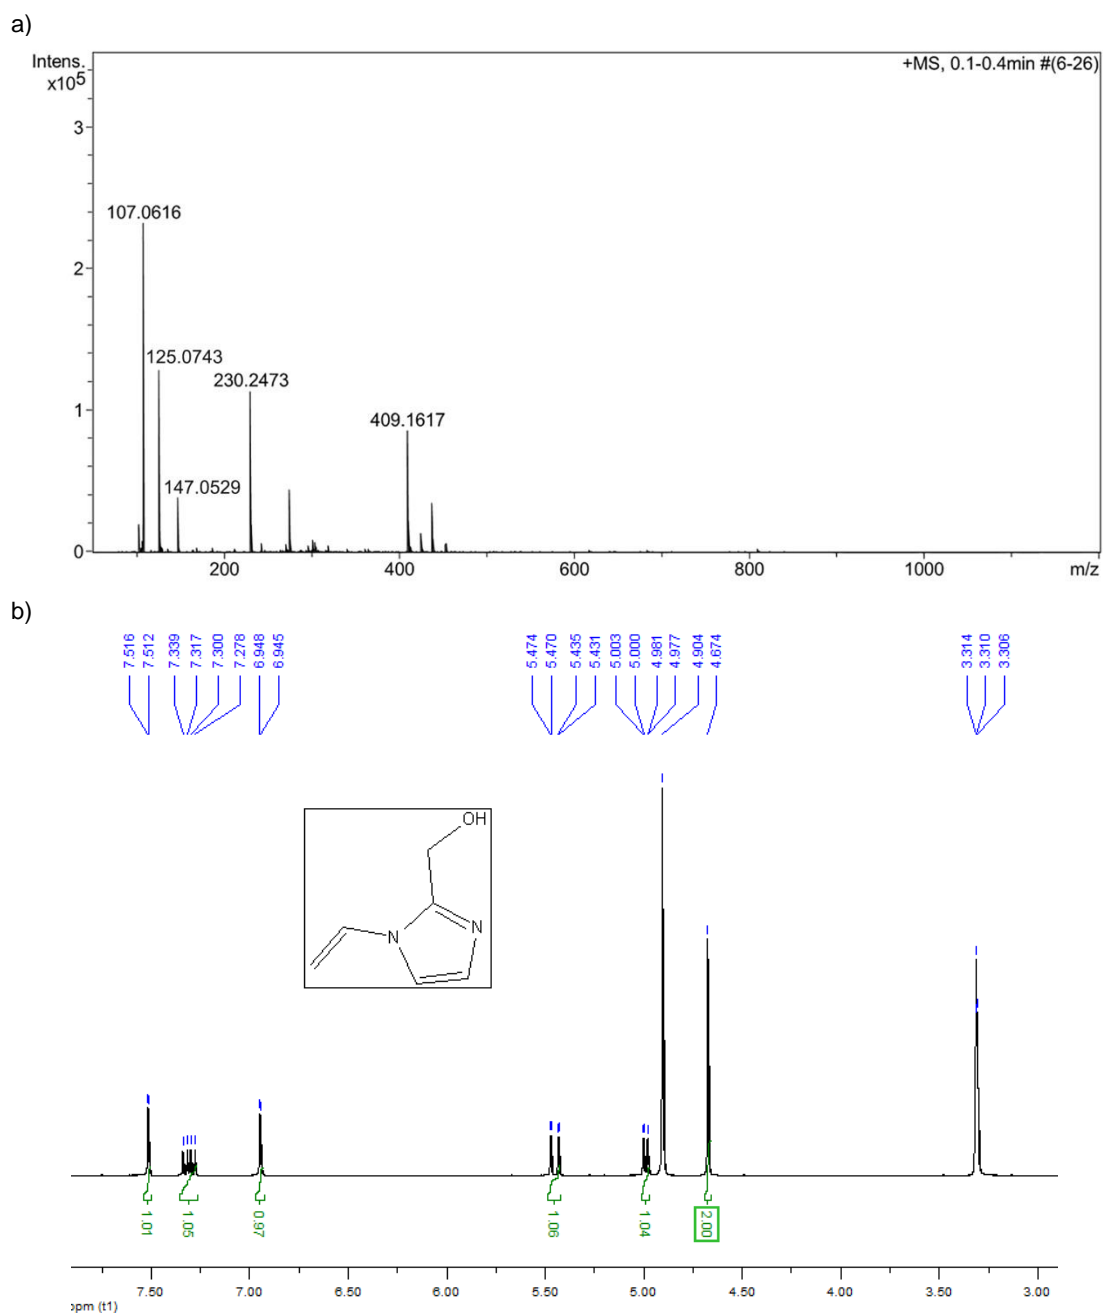 a)
Intens.
x10⁵
+MS, 0.1-0.4min #(6-26)
3
2
1
0
107.0616
125.0743
147.0529
230.2473
409.1617
200 400 600 800 1000 m/z
b)
7.516 7.512 7.339 7.317 7.300 7.278 6.948 6.945 5.474 5.470 5.435 5.431 5.003 5.000 4.981 4.977 4.904 4.674 3.314 3.310 3.306
OH
N
N
1.01 1.05 0.97 1.06 1.04 2.00
7.50 7.00 6.50 6.00 5.50 5.00 4.50 4.00 3.50 3.00
ppm (t1)